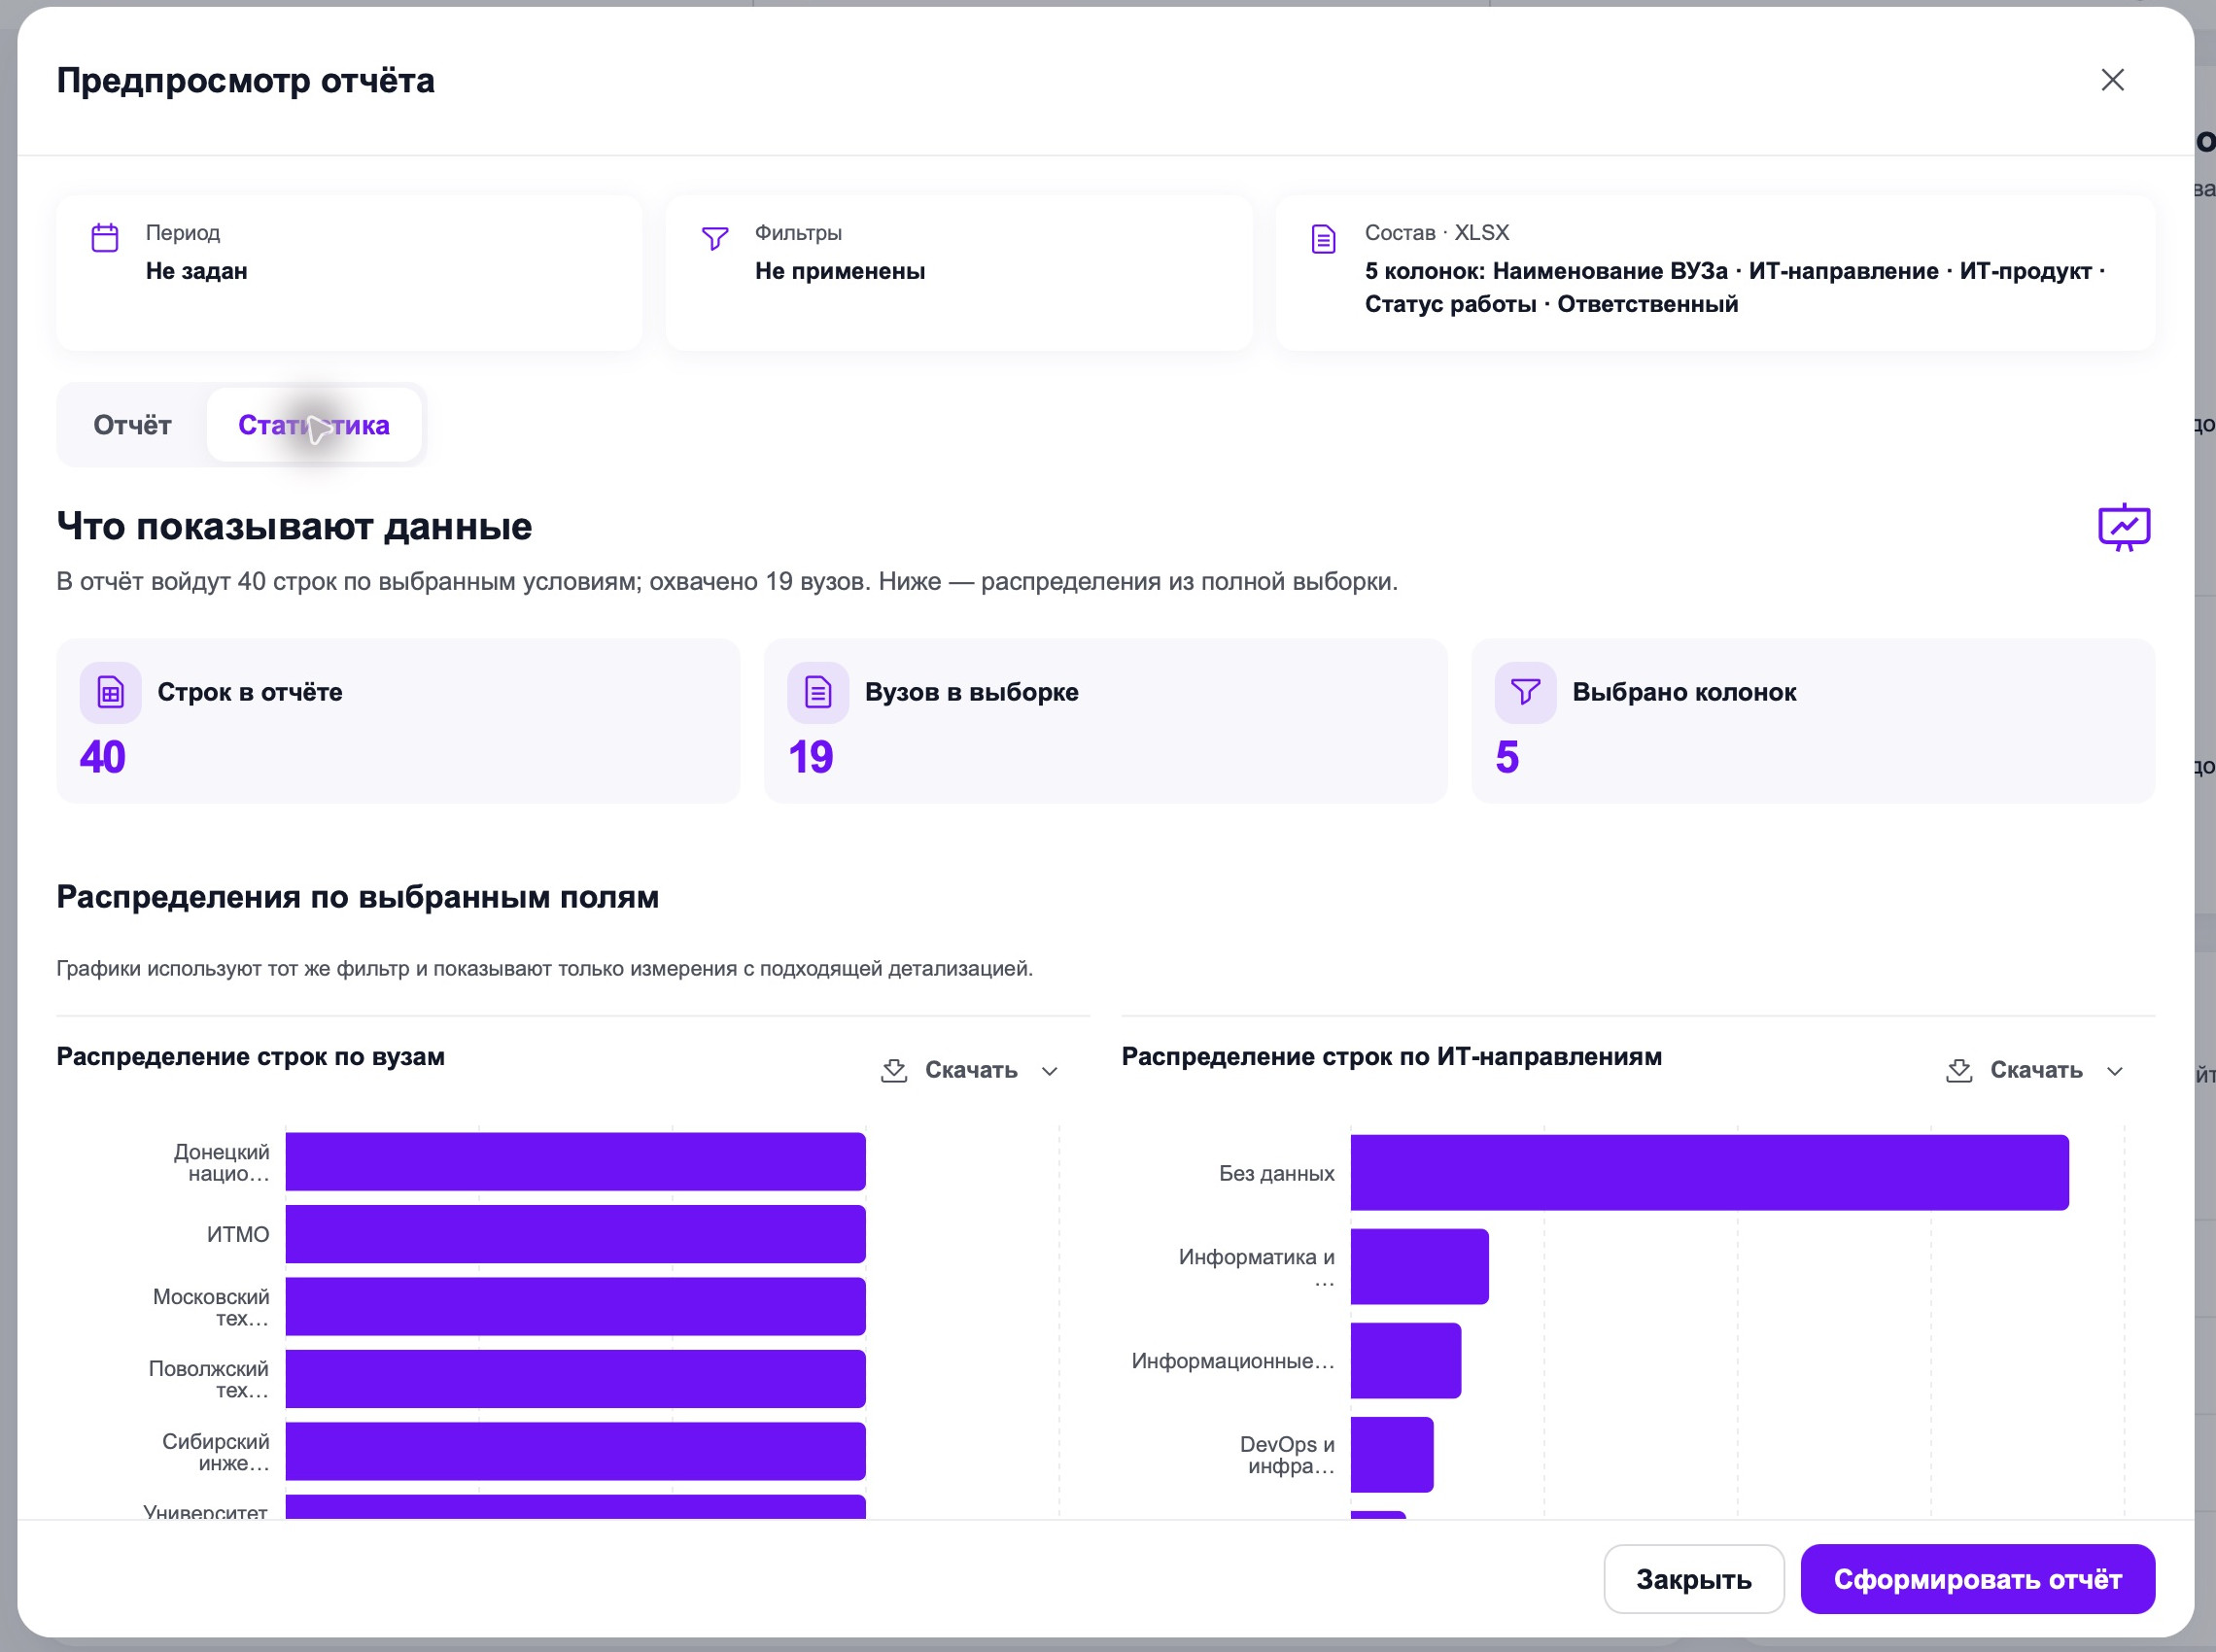 Предпросмотр отчёта
Период
Не задан
Фильтры
Не применены
Состав · XLSX
5 колонок: Наименование ВУЗа · ИТ-направление · ИТ-продукт ·
Статус работы · Ответственный
Отчёт
Статистика
Что показывают данные
В отчёт войдут 40 строк по выбранным условиям; охвачено 19 вузов. Ниже — распределения из полной выборки.
Строк в отчёте
40
Вузов в выборке
19
Выбрано колонок
5
Распределения по выбранным полям
Графики используют тот же фильтр и показывают только измерения с подходящей детализацией.
Распределение строк по вузам
Скачать
Донецкий
нацио…
ИТМО
Московский
тех…
Поволжский
тех…
Сибирский
инже…
Университет
Распределение строк по ИТ-направлениям
Скачать
Без данных
Информатика и
…
Информационные…
DevOps и
инфра…
Закрыть
Сформировать отчёт